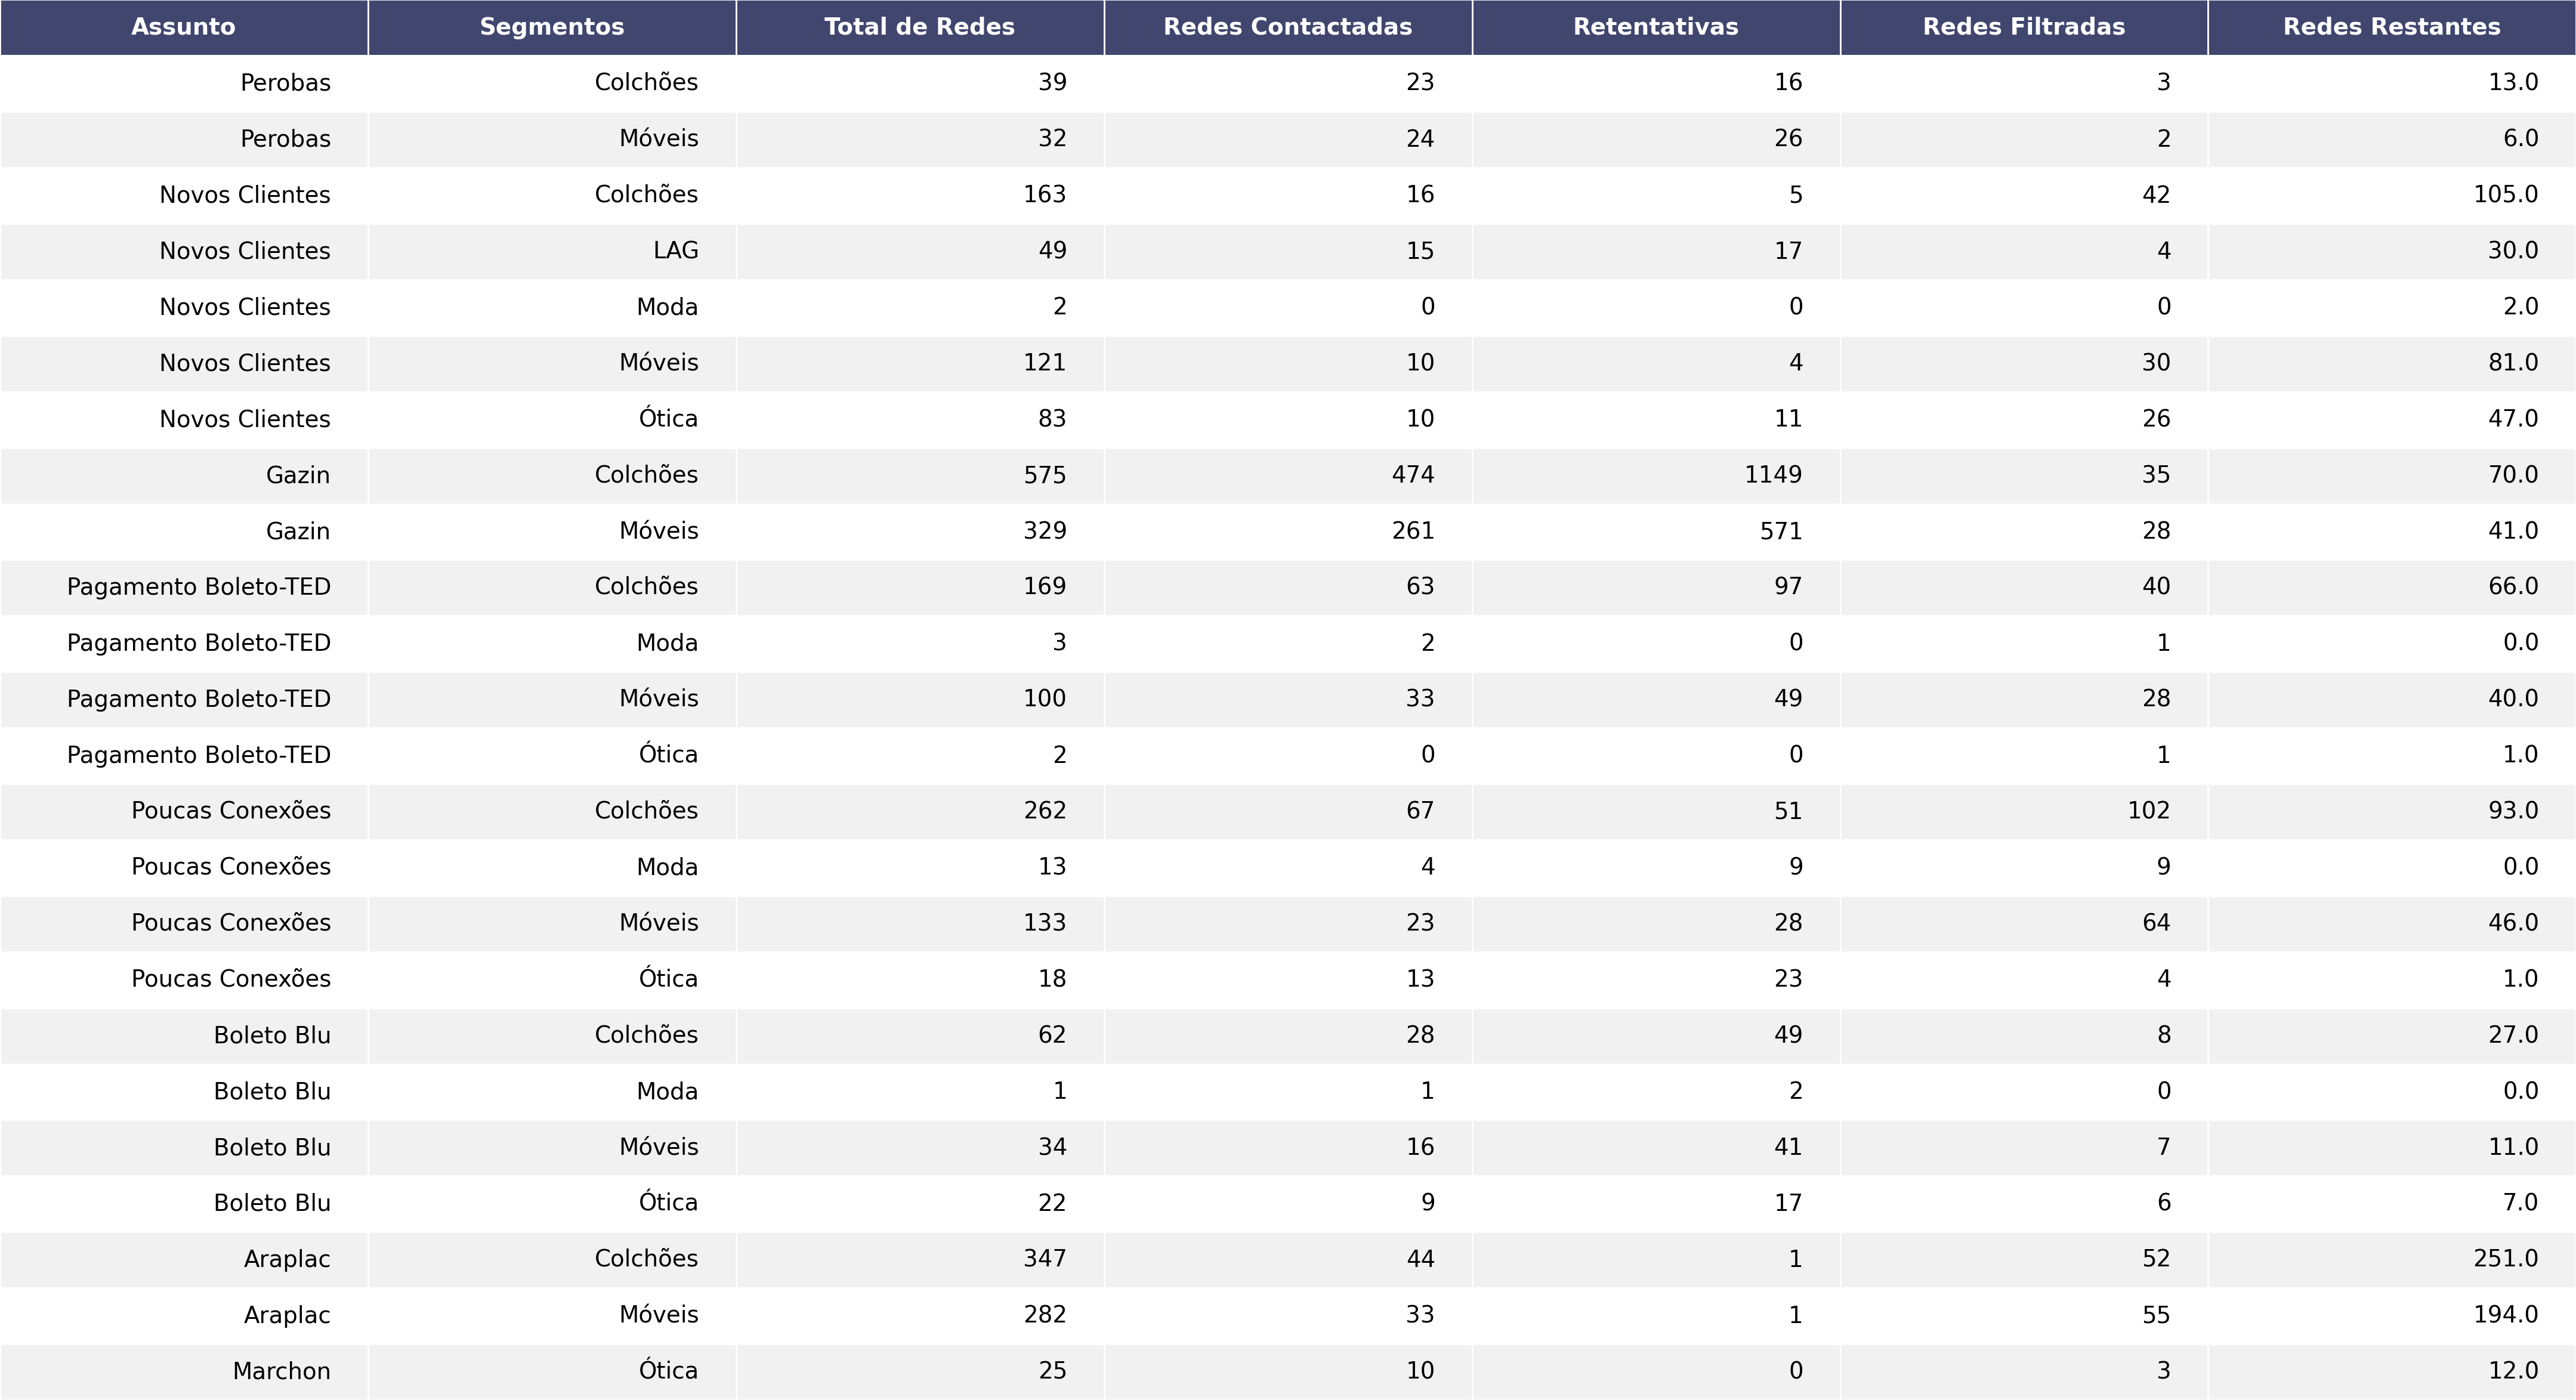 Assunto Segmentos Total de Redes Redes Contactadas Retentativas Redes Filtradas Redes Restantes
Perobas Colchões 39 23 16 3 13.0
Perobas Móveis 32 24 26 2 6.0
Novos Clientes Colchões 163 16 5 42 105.0
Novos Clientes LAG 49 15 17 4 30.0
Novos Clientes Moda 2 0 0 0 2.0
Novos Clientes Móveis 121 10 4 30 81.0
Novos Clientes Ótica 83 10 11 26 47.0
Gazin Colchões 575 474 1149 35 70.0
Gazin Móveis 329 261 571 28 41.0
Pagamento Boleto-TED Colchões 169 63 97 40 66.0
Pagamento Boleto-TED Moda 3 2 0 1 0.0
Pagamento Boleto-TED Móveis 100 33 49 28 40.0
Pagamento Boleto-TED Ótica 2 0 0 1 1.0
Poucas Conexões Colchões 262 67 51 102 93.0
Poucas Conexões Moda 13 4 9 9 0.0
Poucas Conexões Móveis 133 23 28 64 46.0
Poucas Conexões Ótica 18 13 23 4 1.0
Boleto Blu Colchões 62 28 49 8 27.0
Boleto Blu Moda 1 1 2 0 0.0
Boleto Blu Móveis 34 16 41 7 11.0
Boleto Blu Ótica 22 9 17 6 7.0
Araplac Colchões 347 44 1 52 251.0
Araplac Móveis 282 33 1 55 194.0
Marchon Ótica 25 10 0 3 12.0